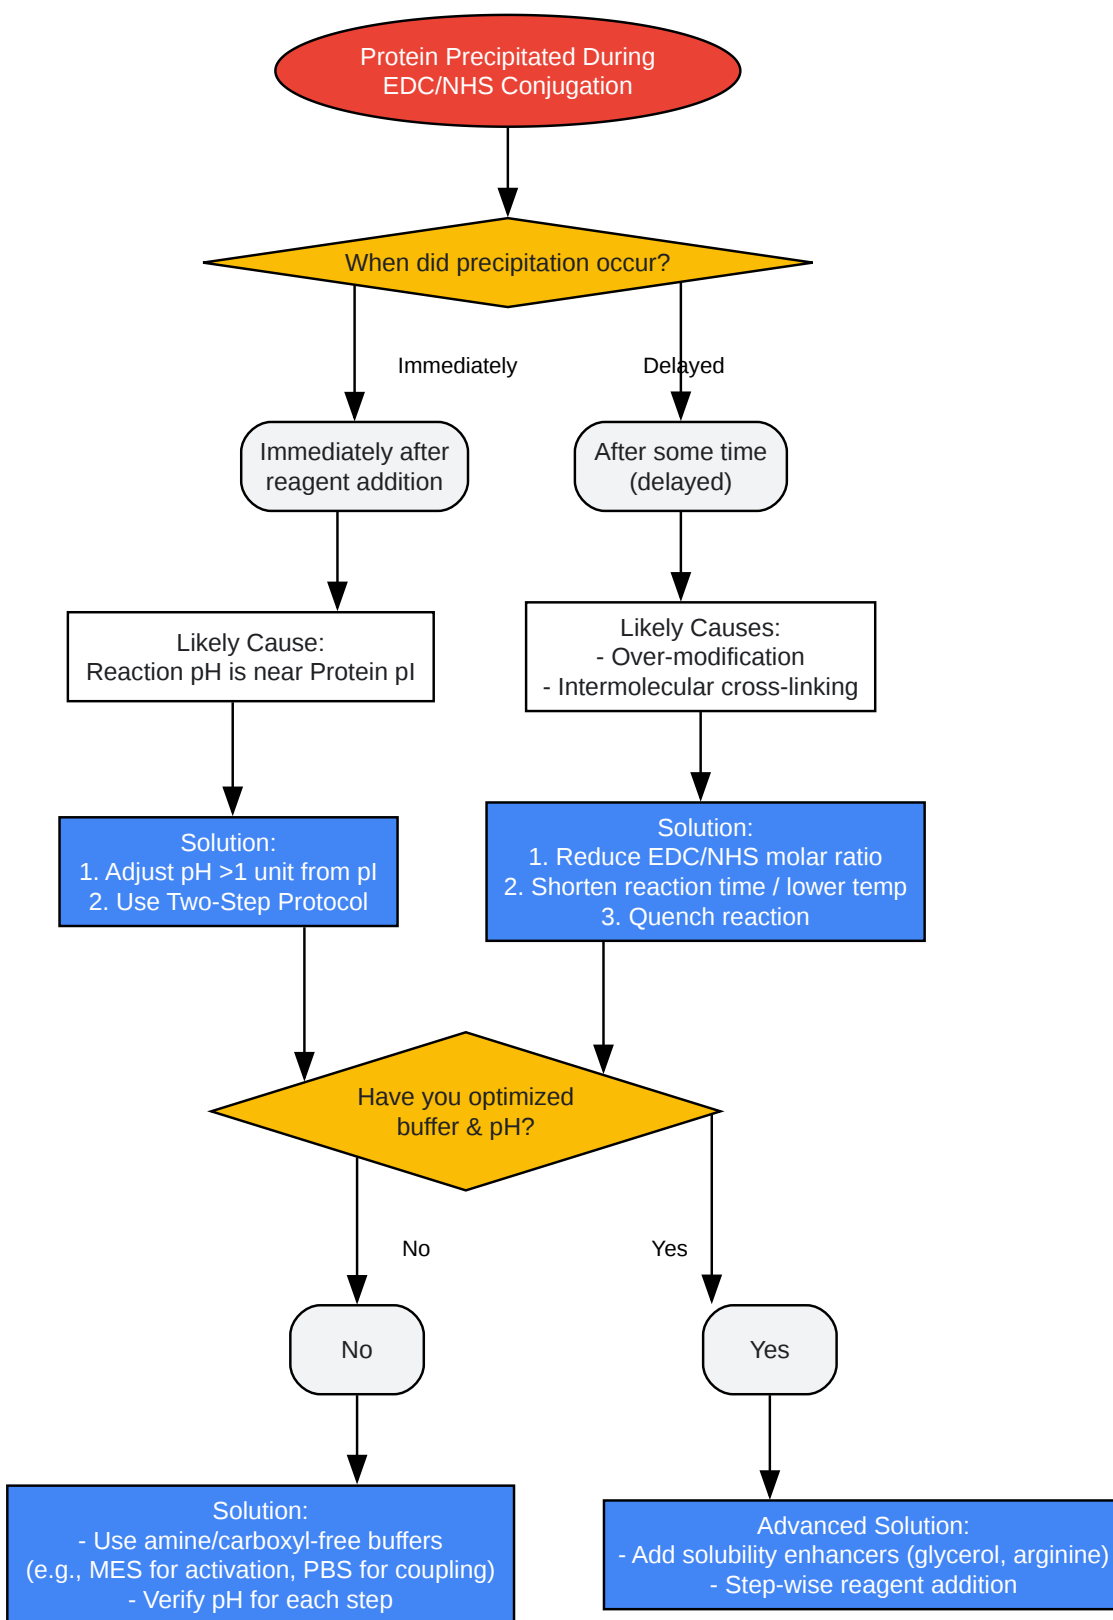 Protein Precipitated During
EDC/NHS Conjugation
When did precipitation occur?
Immediately
Delayed
Immediately after
reagent addition
After some time
(delayed)
Likely Cause:
Reaction pH is near Protein pI
Likely Causes:
- Over-modification
- Intermolecular cross-linking
Solution:
1. Adjust pH >1 unit from pI
2. Use Two-Step Protocol
Solution:
1. Reduce EDC/NHS molar ratio
2. Shorten reaction time / lower temp
3. Quench reaction
Have you optimized
buffer & pH?
No
Yes
No
Yes
Solution:
- Use amine/carboxyl-free buffers
(e.g., MES for activation, PBS for coupling)
- Verify pH for each step
Advanced Solution:
- Add solubility enhancers (glycerol, arginine)
- Step-wise reagent addition